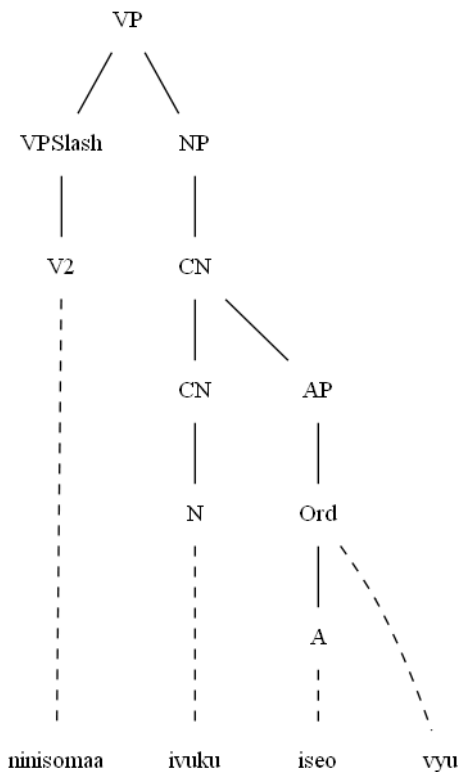 VP
VPSlash NP
V2 CN
CN AP
N Ord
A
ninisomaa ivuku iseo vyu